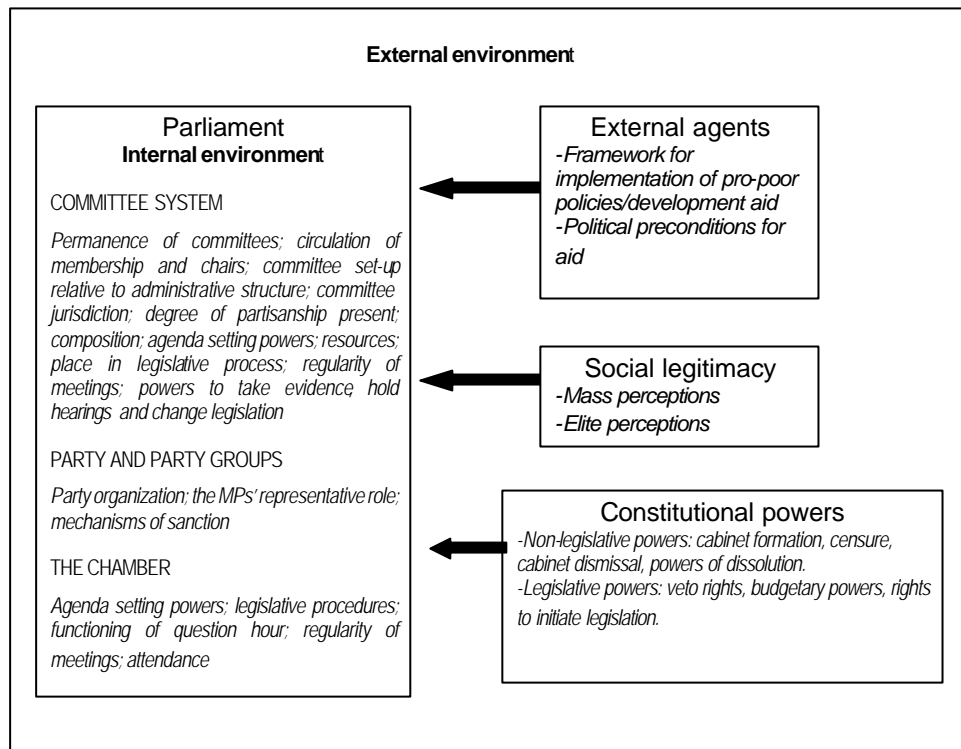 External environment
Parliament
Internal environment
COMMITTEE SYSTEM
Permanence of committees; circulation of
membership and chairs; committee set-up
relative to administrative structure; committee
jurisdiction; degree of partisanship present;
composition; agenda setting powers; resources;
place in legislative process; regularity of
meetings; powers to take evidence, hold
hearings and change legislation
PARTY AND PARTY GROUPS
Party organization; the MPs' representative role;
mechanisms of sanction
THE CHAMBER
Agenda setting powers; legislative procedures;
functioning of question hour; regularity of
meetings; attendance
External agents
-Framework for
implementation of pro-poor
policies/development aid
-Political preconditions for
aid
Social legitimacy
-Mass perceptions
-Elite perceptions
Constitutional powers
-Non-legislative powers: cabinet formation, censure,
cabinet dismissal, powers of dissolution.
-Legislative powers: veto rights, budgetary powers, rights
to initiate legislation.